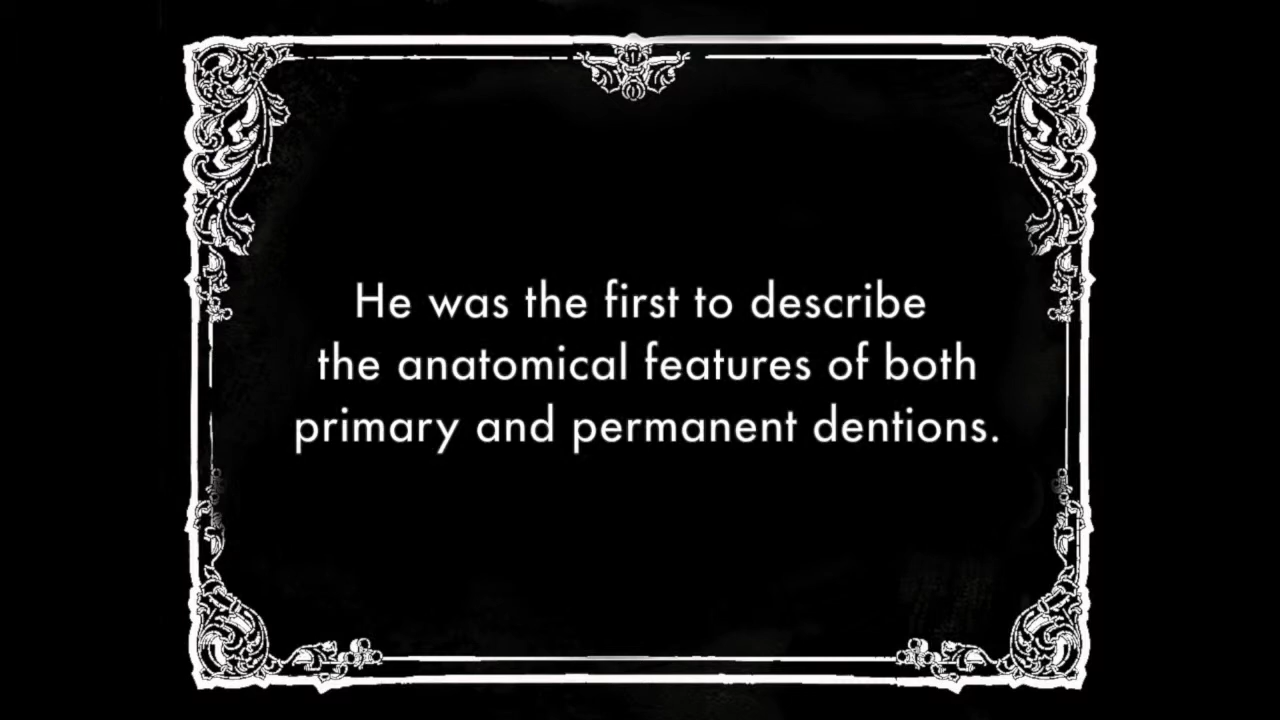 He was the first to describe
the anatomical features of both
primary and permanent dentions.